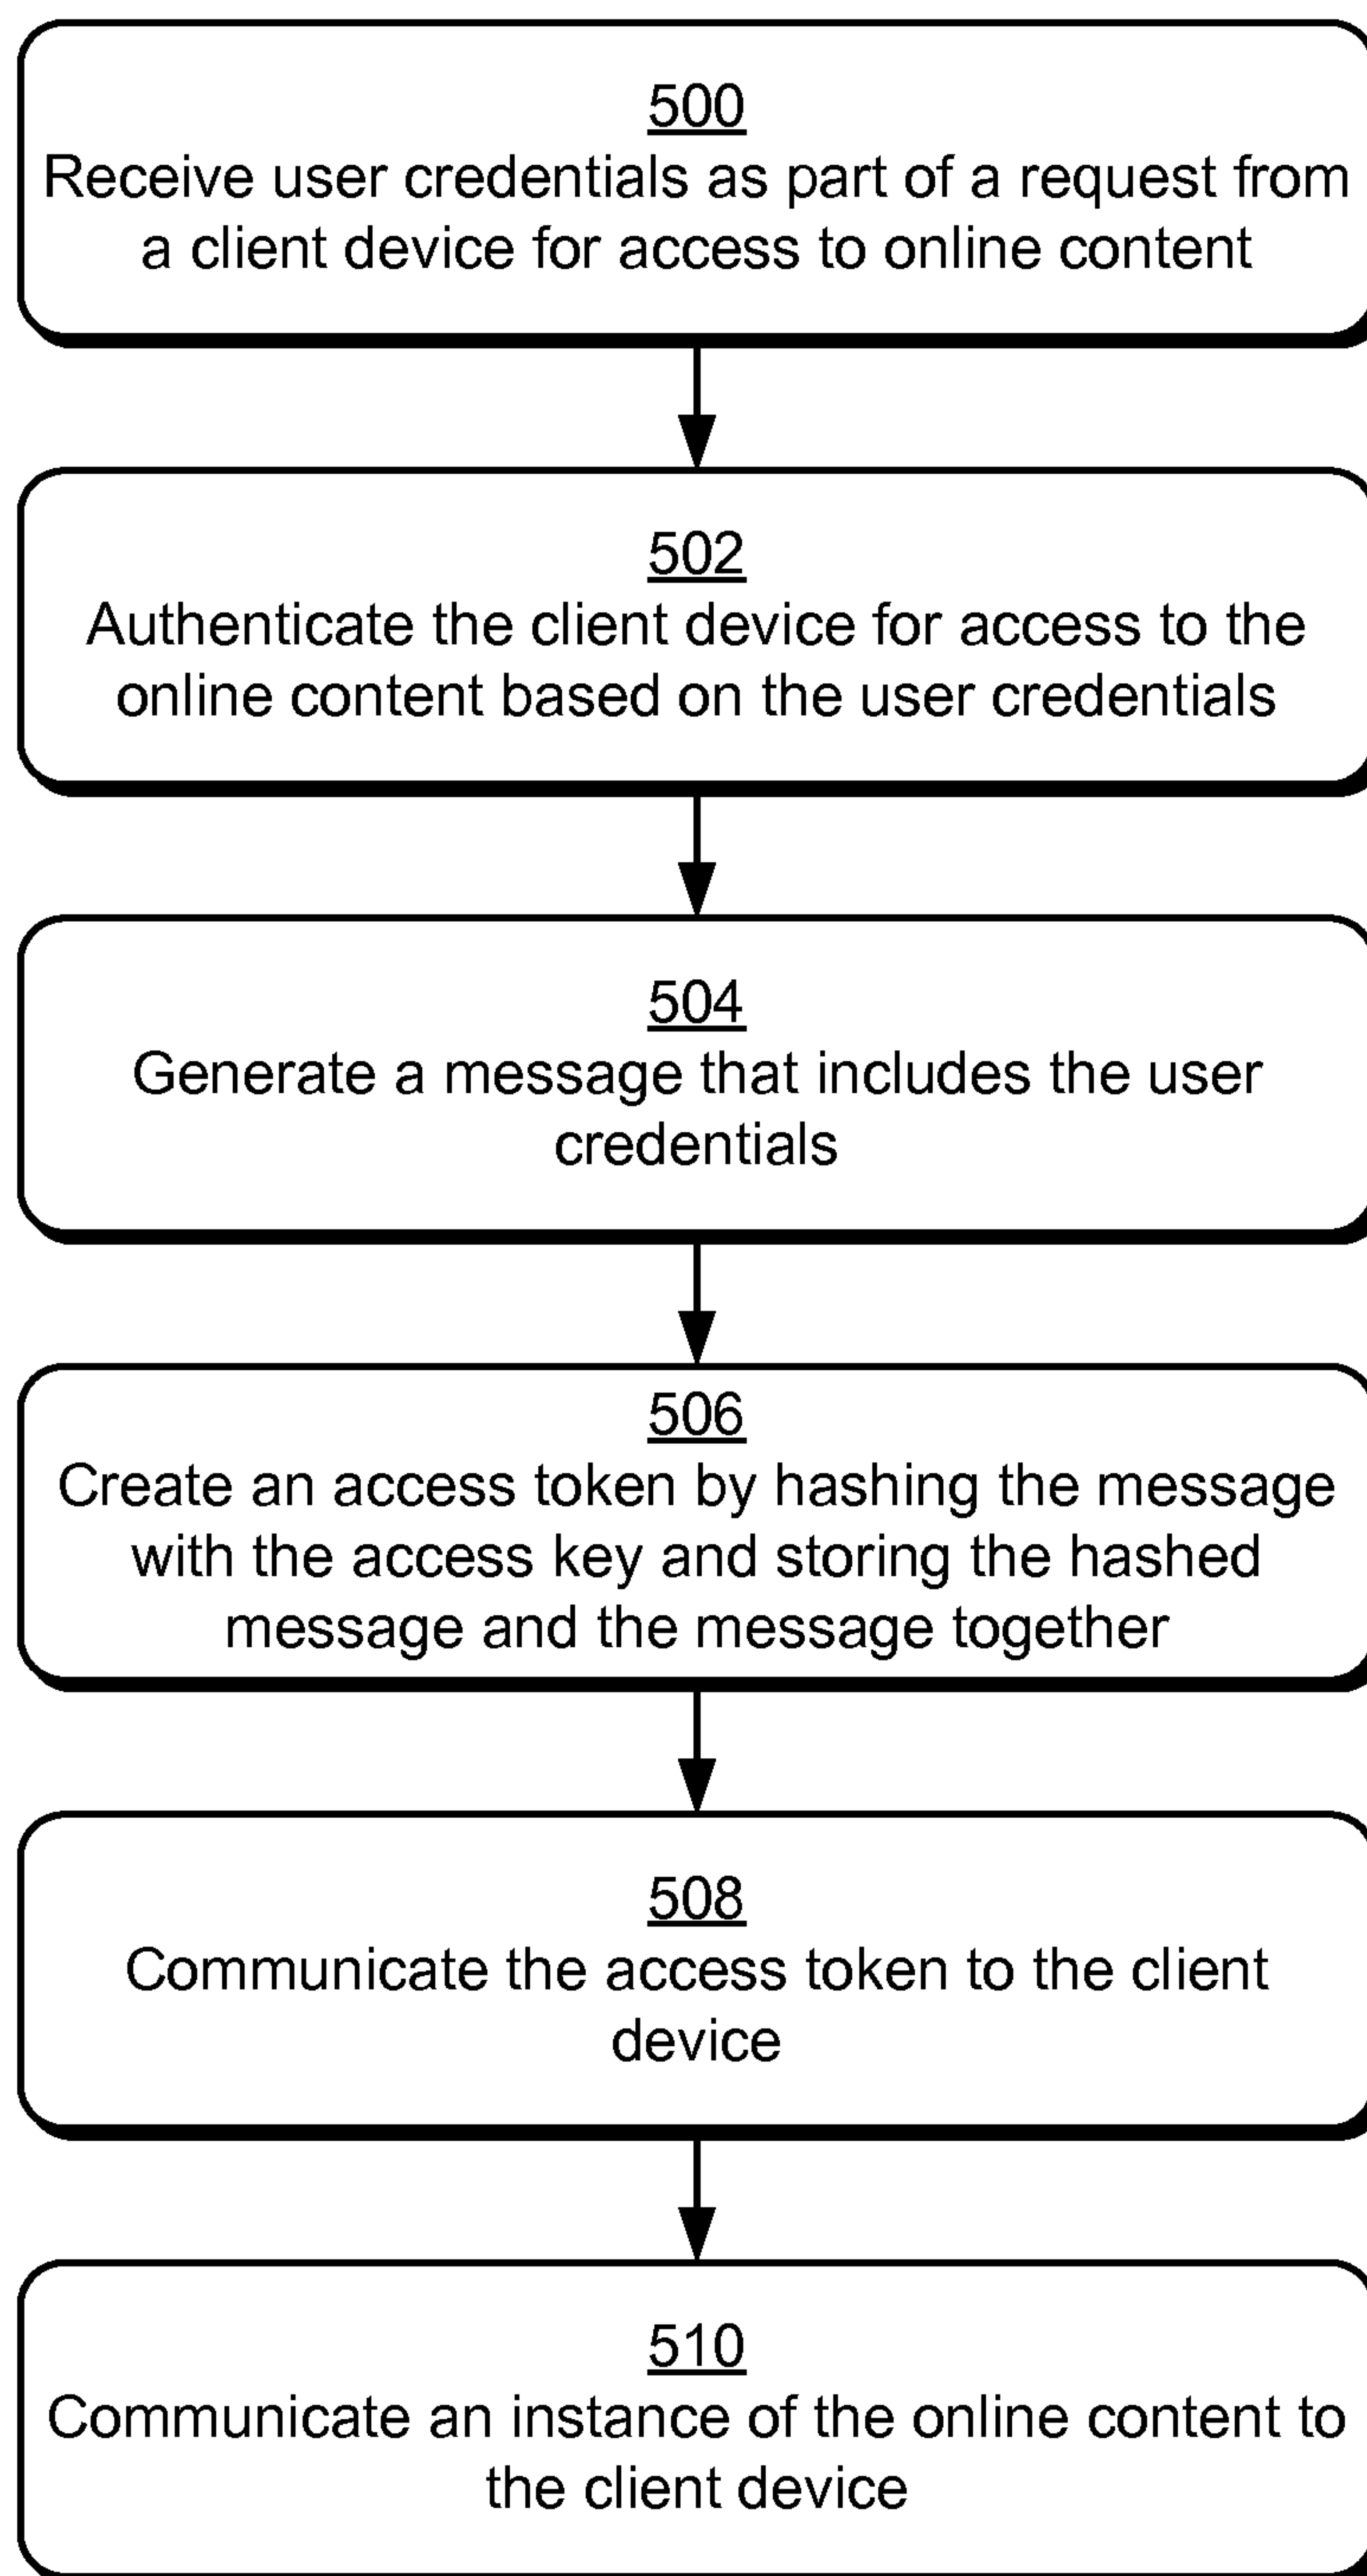 500
Receive user credentials as part of a request from
a client device for access to online content
502
Authenticate the client device for access to the
online content based on the user credentials
504
Generate a message that includes the user
credentials
506
Create an access token by hashing the message
with the access key and storing the hashed
message and the message together
508
Communicate the access token to the client
device
510
Communicate an instance of the online content to
the client device